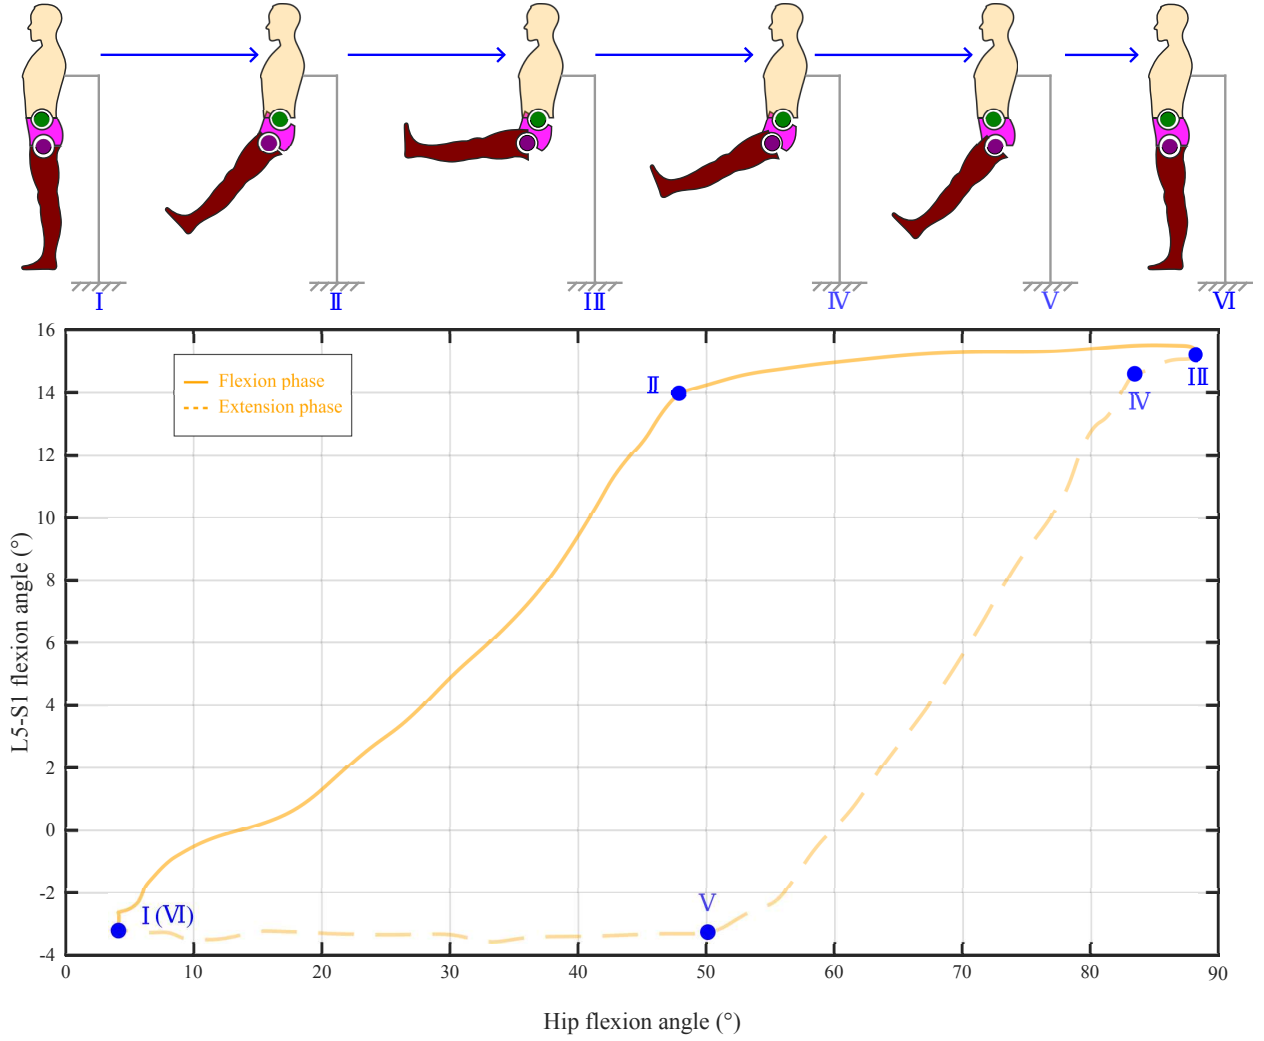 Ⅰ Ⅱ Ⅲ Ⅳ Ⅴ Ⅵ
16
14
12
10
8
6
4
2
0
-2
-4
L5-S1 flexion angle (°)
Flexion phase
Extension phase
Ⅱ
Ⅲ
Ⅳ
Ⅴ
Ⅰ (Ⅵ)
0 10 20 30 40 50 60 70 80 90
Hip flexion angle (°)